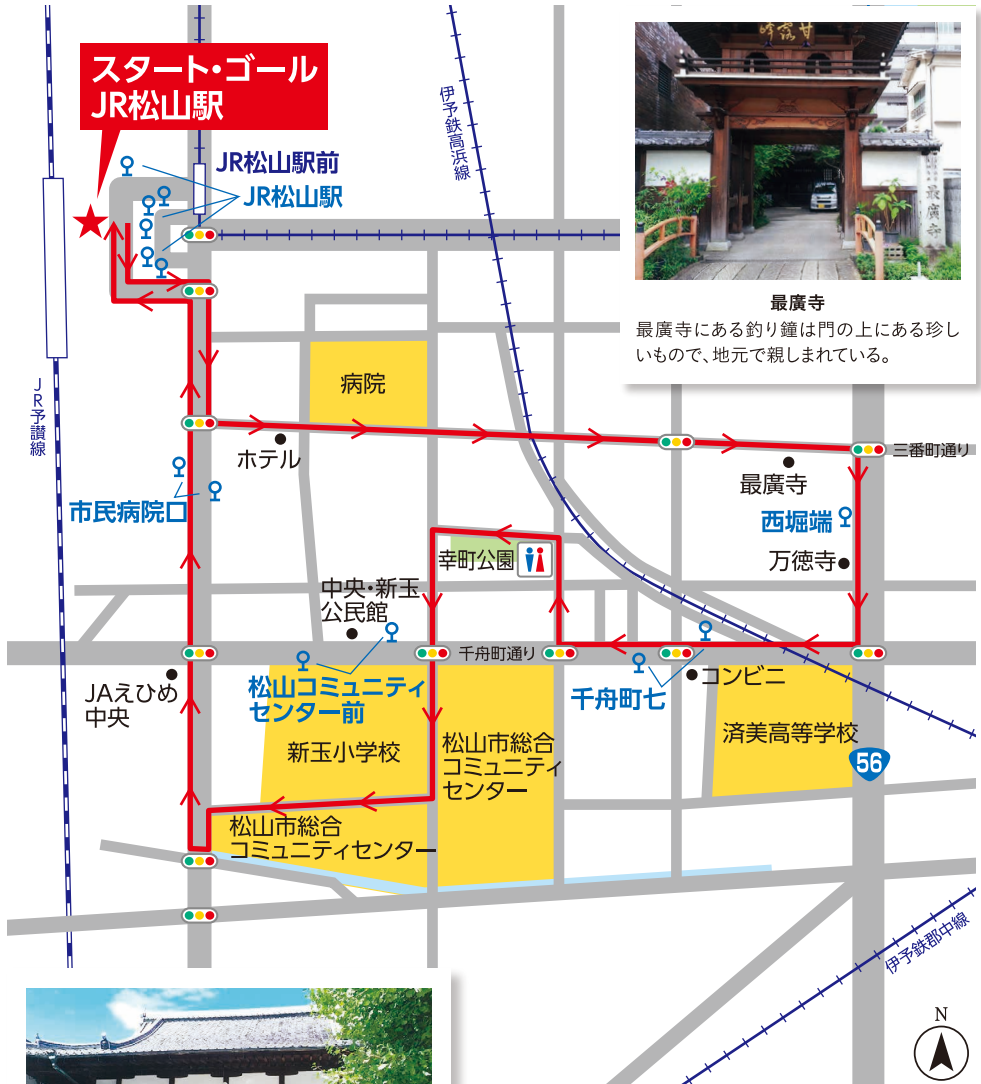 スタート・ゴール
JR松山駅
JR松山駅前
JR松山駅
伊予鉄高浜線
甘露峰
最廣寺
最廣寺
最廣寺にある釣り鐘は門の上にある珍し
いもので、地元で親しまれている。
JR予讃線
病院
ホテル
三番町通り
最廣寺
市民病院口
西堀端
万徳寺
幸町公園
中央・新玉
公民館
千舟町通り
JAえひめ
中央
松山コミュニティ
センター前
千舟町七
コンビニ
新玉小学校
松山市総合
コミュニティ
センター
済美高等学校
56
松山市総合
コミュニティセンター
伊予鉄郡中線
N